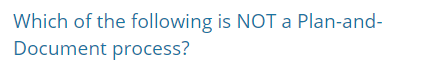 Which of the following is NOT a Plan-and-
Document process?